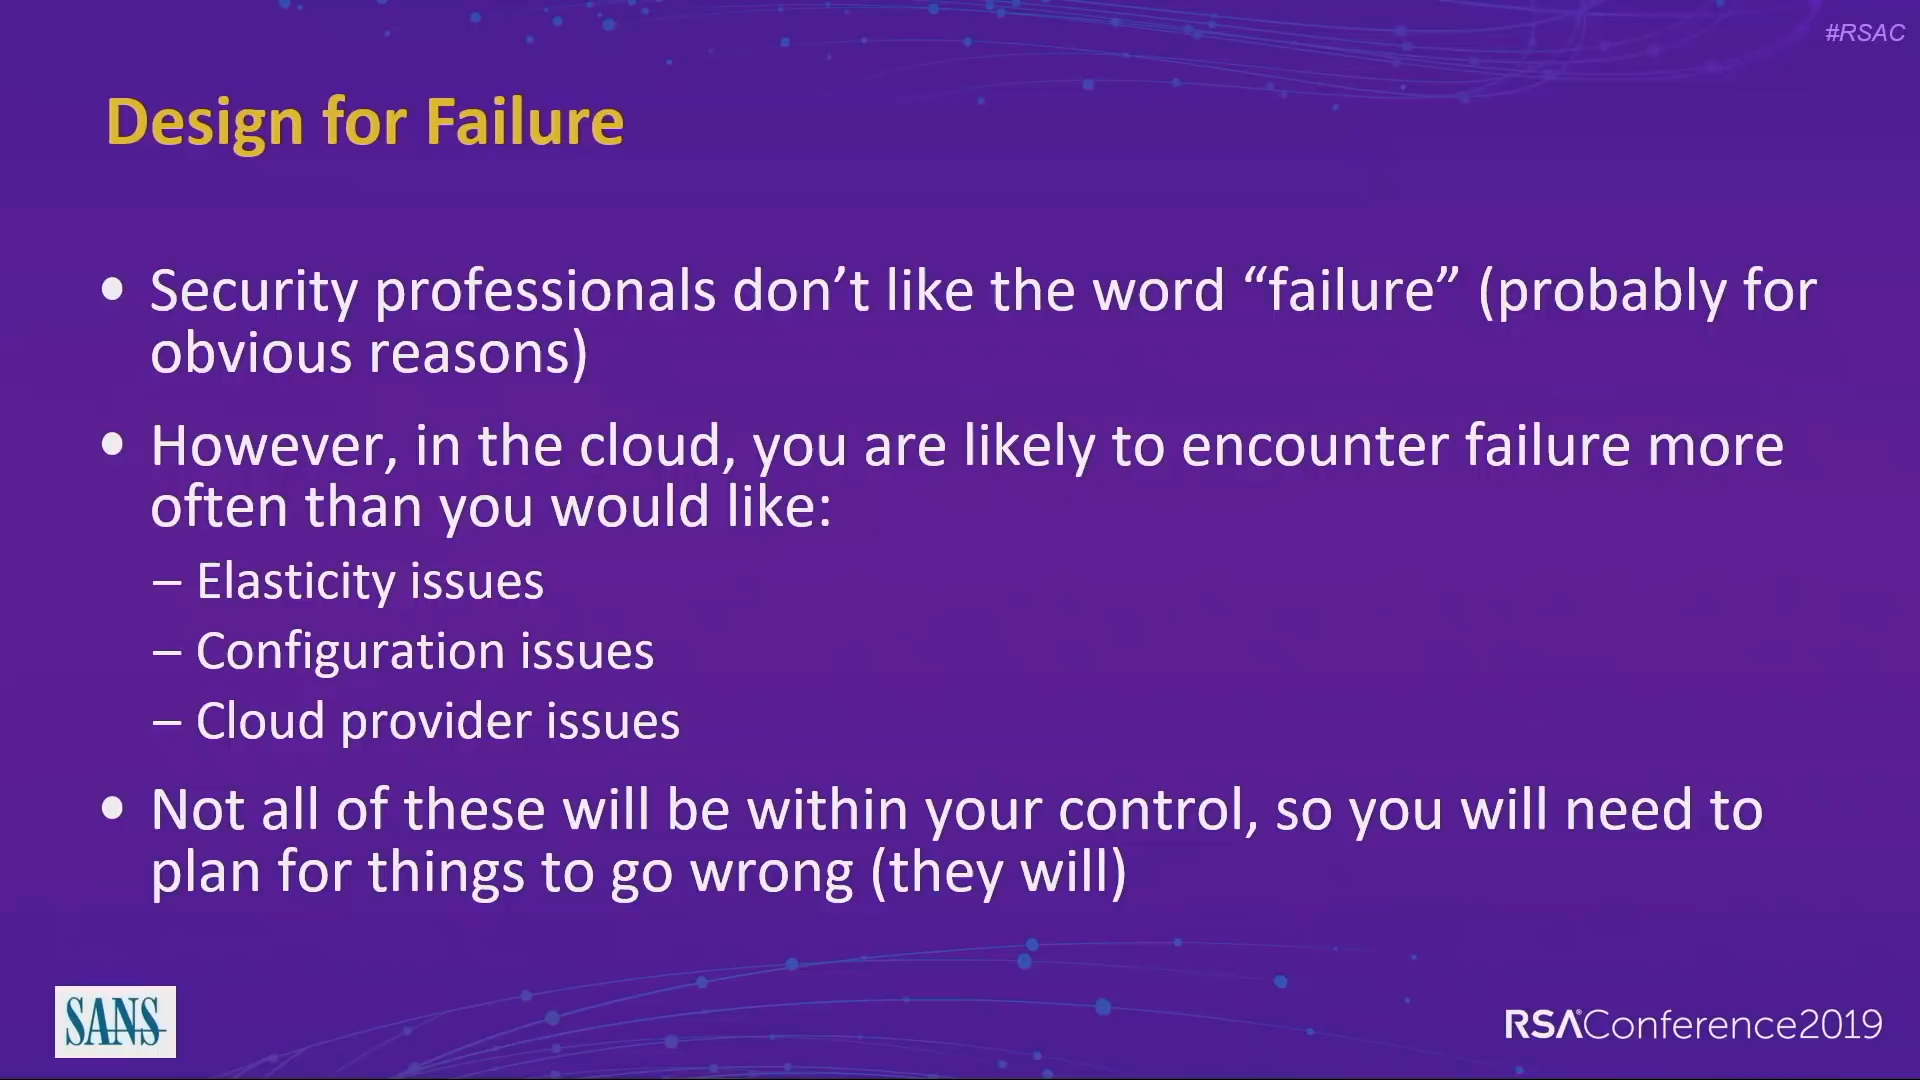 #RSAC
Design for Failure
• Security professionals don’t like the word “failure” (probably for
obvious reasons)
• However, in the cloud, you are likely to encounter failure more
often than you would like:
– Elasticity issues
– Configuration issues
– Cloud provider issues
• Not all of these will be within your control, so you will need to
plan for things to go wrong (they will)
SANS
RSAConference2019